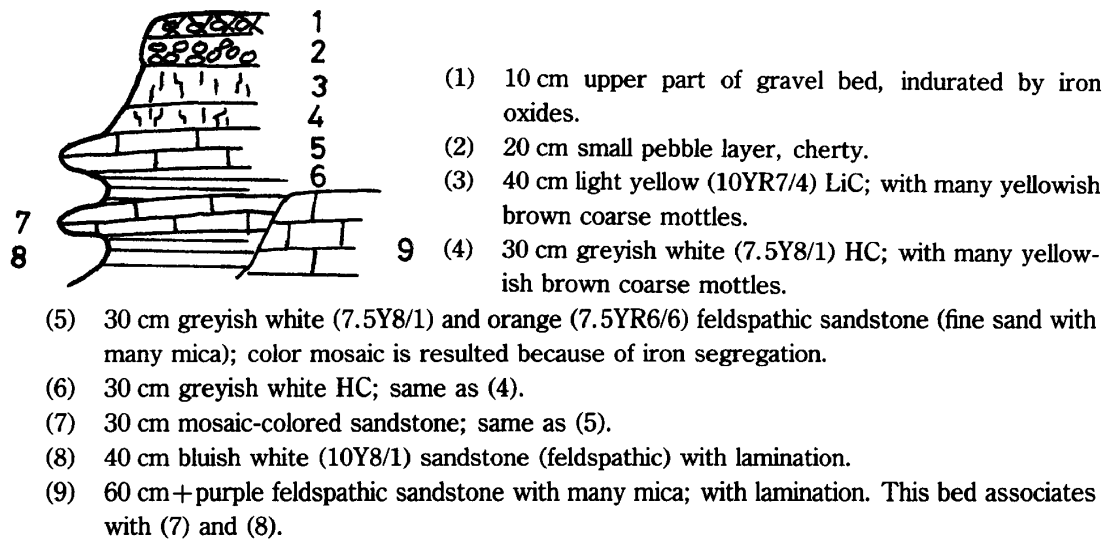 1
2
3
4
5
6
7
8
9
(1) 10 cm upper part of gravel bed, indurated by iron
oxides.
(2) 20 cm small pebble layer, cherty.
(3) 40 cm light yellow (10YR7/4) LiC; with many yellowish
brown coarse mottles.
(4) 30 cm greyish white (7.5Y8/1) HC; with many yellow-
ish brown coarse mottles.
(5) 30 cm greyish white (7.5Y8/1) and orange (7.5YR6/6) feldspathic sandstone (fine sand with
many mica); color mosaic is resulted because of iron segregation.
(6) 30 cm greyish white HC; same as (4).
(7) 30 cm mosaic-colored sandstone; same as (5).
(8) 40 cm bluish white (10Y8/1) sandstone (feldspathic) with lamination.
(9) 60 cm+purple feldspathic sandstone with many mica; with lamination. This bed associates
with (7) and (8).